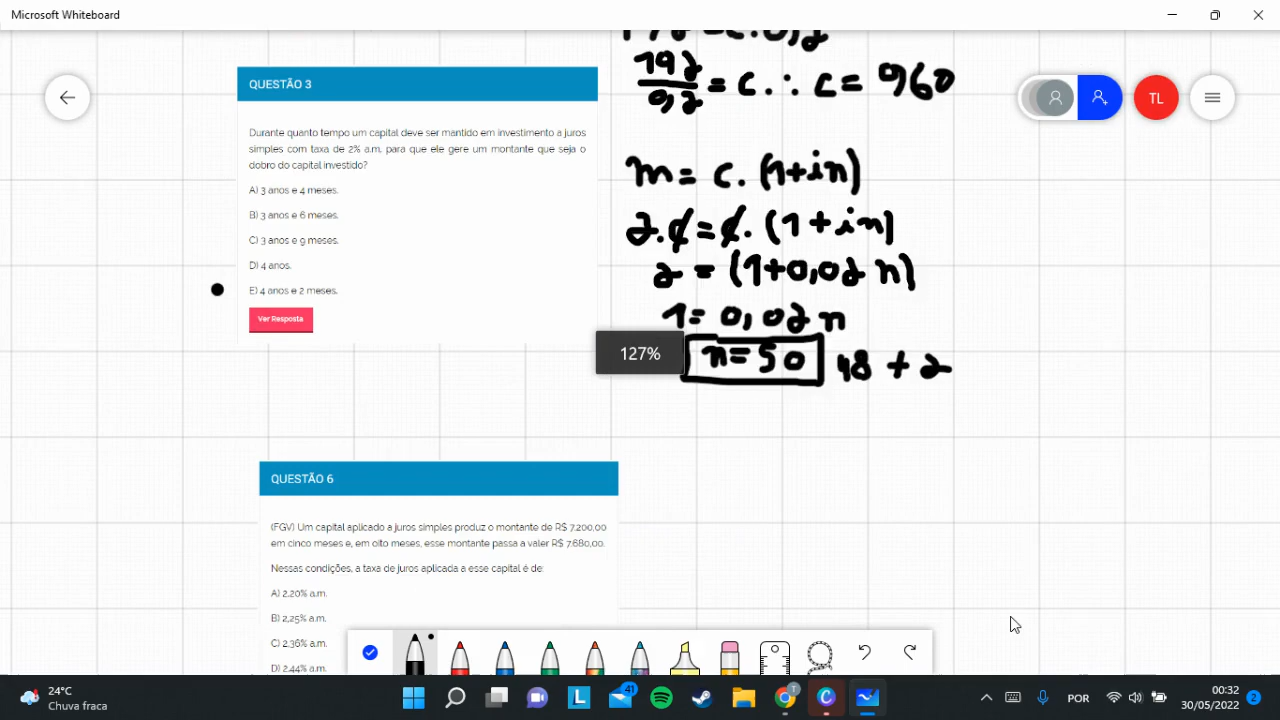 Microsoft Whiteboard
QUESTÃO 3
Durante quanto tempo um capital deve ser mantido em investimento a juros
simples com taxa de 2% a.m. para que ele gere um montante que seja o
dobro do capital investido?
A) 3 anos e 4 meses.
B) 3 anos e 6 meses.
C) 3 anos e 9 meses.
D) 4 anos.
E) 4 anos e 2 meses.
Ver Resposta
192
0,2
= C ∴ C = 960
m = C. (1+in)
2.C = C. (1+in)
2 = (1+0,02 n)
1 = 0,02 n
n = 50
48 + 2
127%
TL
QUESTÃO 6
(FGV) Um capital aplicado a juros simples produz o montante de R$ 7.200,00
em cinco meses e, em oito meses, esse montante passa a valer R$ 7.680,00.
Nessas condições, a taxa de juros aplicada a esse capital é de:
A) 2,20% a.m.
B) 2,25% a.m.
C) 2,36% a.m.
D) 2,44% a.m.
24°C
Chuva fraca
L
41
T
C
POR
00:32
30/05/2022
2